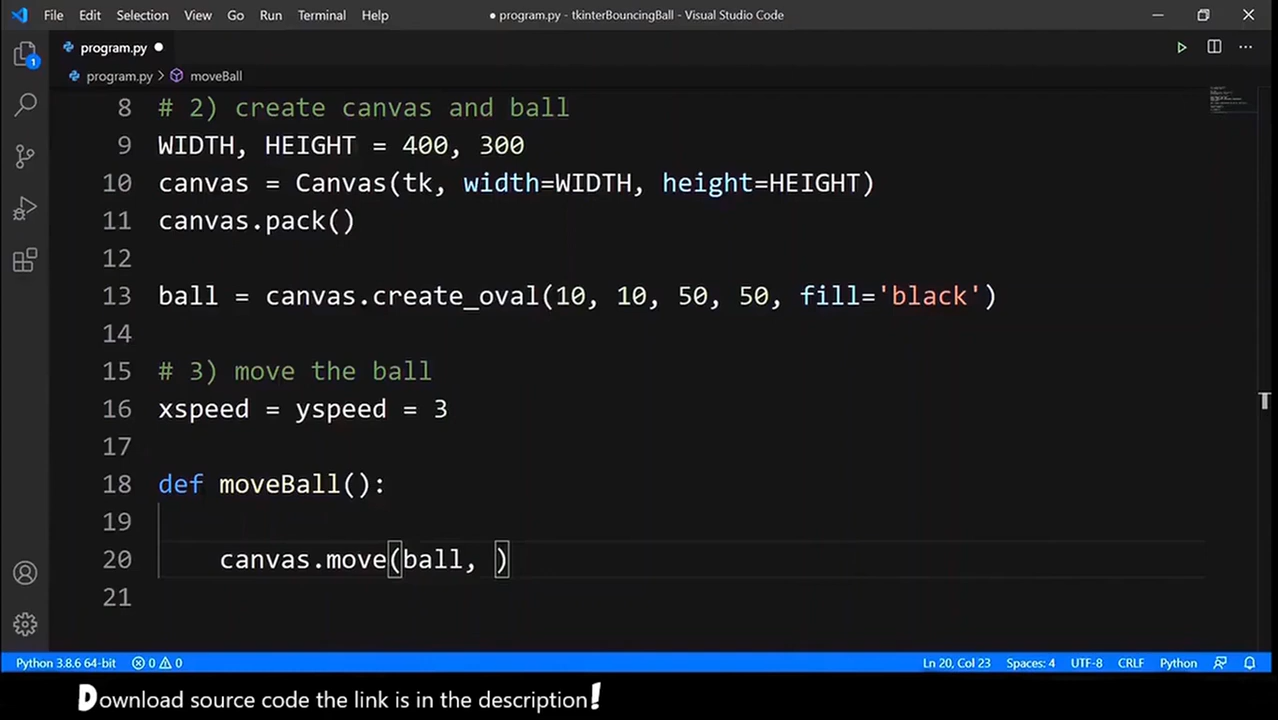 File Edit Selection View Go Run Terminal Help ● program.py - tkinterBouncingBall - Visual Studio Code
program.py ●
program.py > moveBall
1
8 # 2) create canvas and ball
9 WIDTH, HEIGHT = 400, 300
10 canvas = Canvas(tk, width=WIDTH, height=HEIGHT)
11 canvas.pack()
12
13 ball = canvas.create_oval(10, 10, 50, 50, fill='black')
14
15 # 3) move the ball
16 xspeed = yspeed = 3
17
18 def moveBall():
19
20 canvas.move(ball, )
21
Python 3.8.6 64-bit 0 0 Ln 20, Col 23 Spaces: 4 UTF-8 CRLF Python
Download source code the link is in the description!